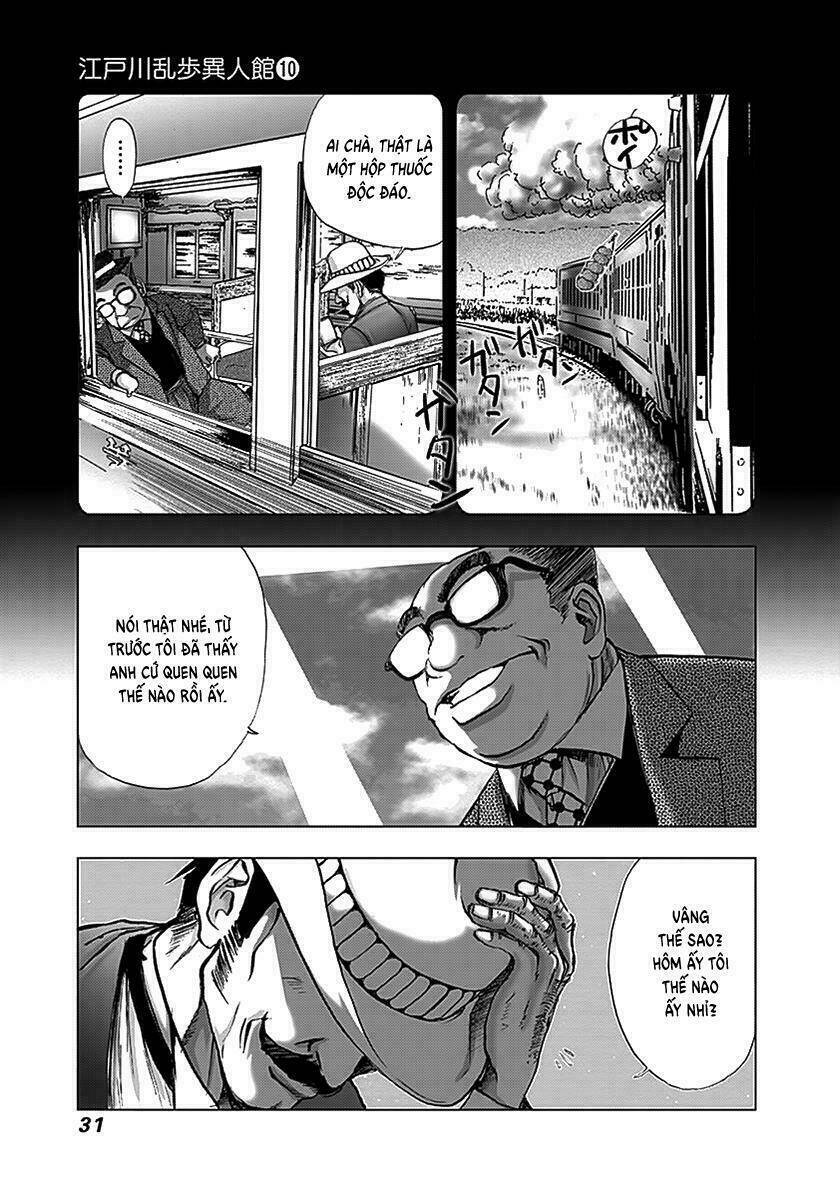 江戸川乱歩異人館⑩
ポイ
ガタン
ガタン
ガタン
AI CHÀ, THẬT LÀ
MỘT HỘP THUỐC
ĐỘC ĐÁO.
……
NÓI THẬT NHÉ, TỪ
TRƯỚC TÔI ĐÃ THẤY
ANH CỨ QUEN QUEN
THẾ NÀO RỒI ẤY.
VÂNG
THẾ SAO?
HÔM ẤY TÔI
THẾ NÀO
ẤY NHỈ?
31